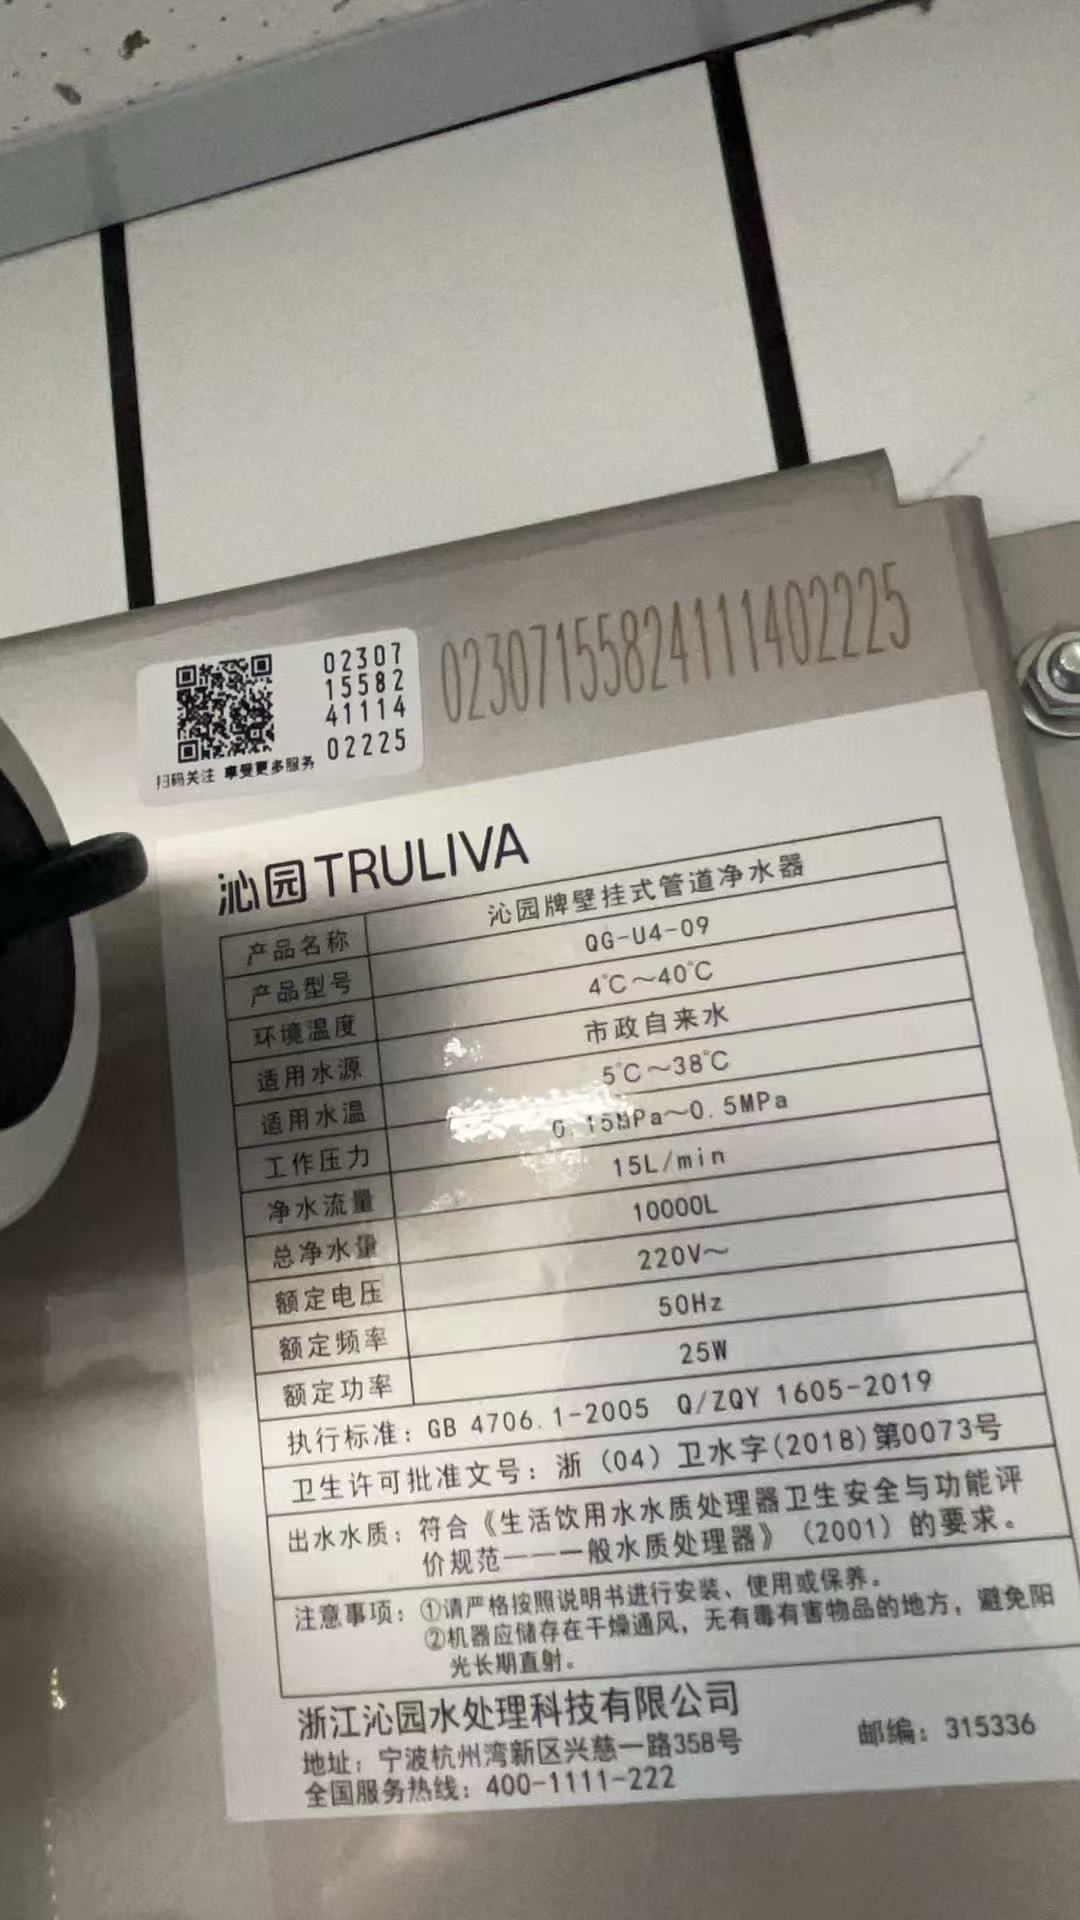 02307
15582
41114
02225
扫码关注 享受更多服务
02307155824111402225
沁园TRULIVA
产品名称 沁园牌壁挂式管道净水器
产品型号 QG-U4-09
环境温度 4℃～40℃
适用水源 市政自来水
适用水温 5℃～38℃
工作压力 0.15MPa～0.5MPa
净水流量 15L/min
总净水量 10000L
额定电压 220V～
额定频率 50Hz
额定功率 25W
执行标准：GB 4706.1-2005 Q/ZQY 1605-2019
卫生许可批准文号：浙（04）卫水字(2018)第0073号
出水水质：符合《生活饮用水水质处理器卫生安全与功能评
价规范——一般水质处理器》（2001）的要求。
注意事项：①请严格按照说明书进行安装、使用或保养。
②机器应储存在干燥通风，无有毒有害物品的地方，避免阳
光长期直射。
浙江沁园水处理科技有限公司
地址：宁波杭州湾新区兴慈一路358号 邮编：315336
全国服务热线：400-1111-222